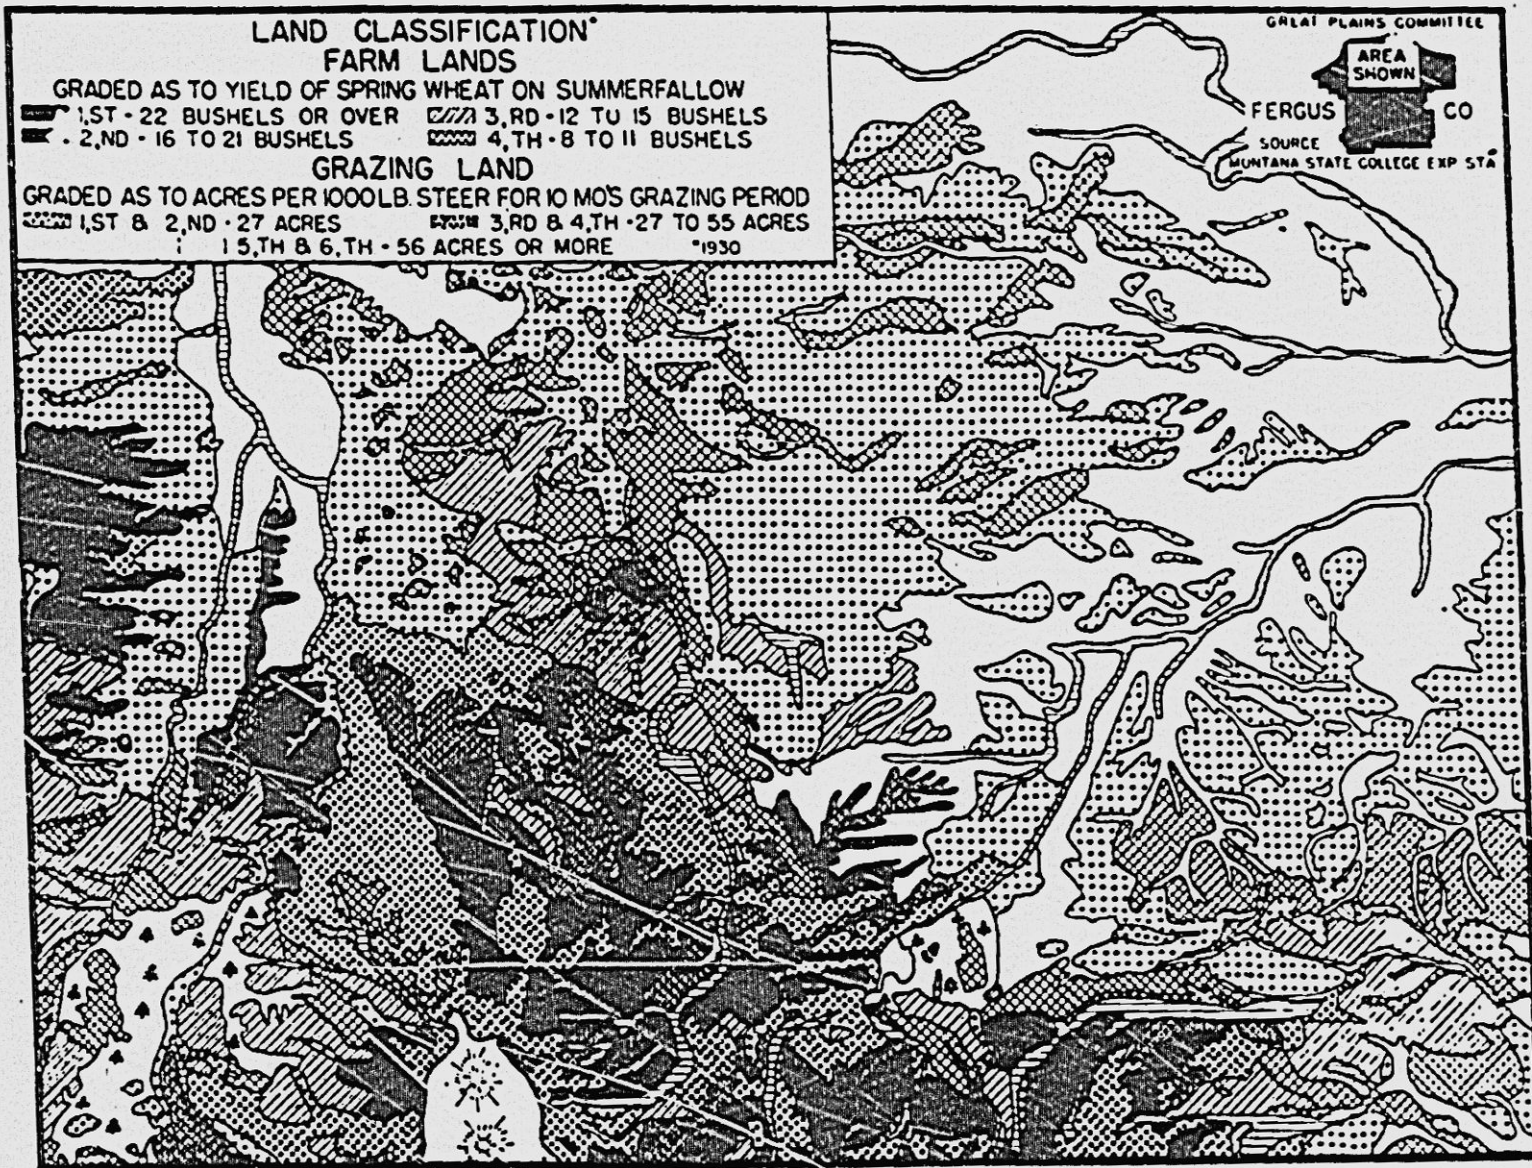 LAND CLASSIFICATION*
FARM LANDS
GRADED AS TO YIELD OF SPRING WHEAT ON SUMMERFALLOW
1,ST - 22 BUSHELS OR OVER 3,RD - 12 TO 15 BUSHELS
2,ND - 16 TO 21 BUSHELS 4,TH - 8 TO 11 BUSHELS
GRAZING LAND
GRADED AS TO ACRES PER 1000 LB. STEER FOR 10 MO'S GRAZING PERIOD
1,ST & 2,ND - 27 ACRES 3,RD & 4,TH - 27 TO 55 ACRES
5,TH & 6,TH - 56 ACRES OR MORE *1930
GREAT PLAINS COMMITTEE
AREA
SHOWN
FERGUS CO
SOURCE
MUNTANA STATE COLLEGE EXP STA